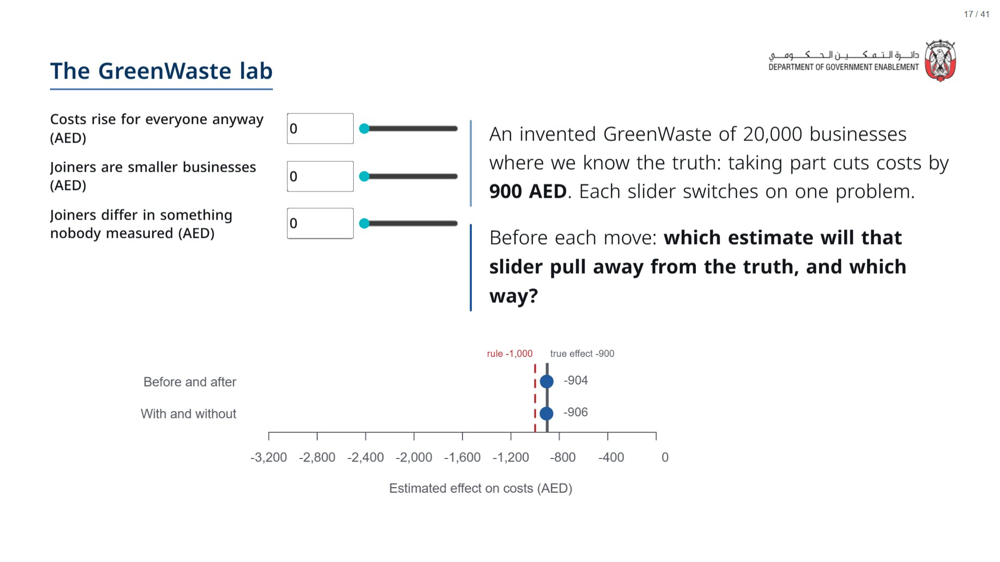 17 / 41
دائرة التمكين الحكومي
DEPARTMENT OF GOVERNMENT ENABLEMENT
The GreenWaste lab
Costs rise for everyone anyway
(AED)
0
Joiners are smaller businesses
(AED)
0
Joiners differ in something
nobody measured (AED)
0
An invented GreenWaste of 20,000 businesses
where we know the truth: taking part cuts costs by
900 AED. Each slider switches on one problem.
Before each move: which estimate will that
slider pull away from the truth, and which
way?
rule -1,000 true effect -900
Before and after -904
With and without -906
-3,200 -2,800 -2,400 -2,000 -1,600 -1,200 -800 -400 0
Estimated effect on costs (AED)